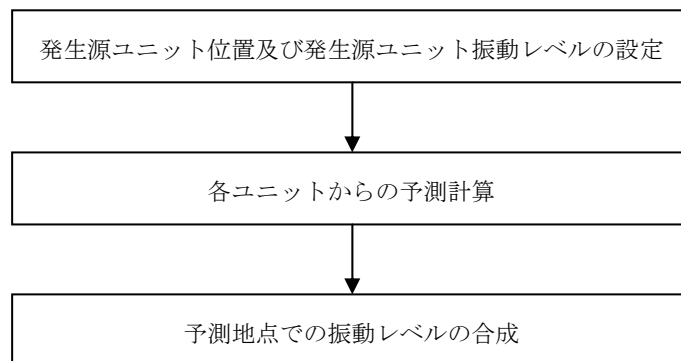 発生源ユニット位置及び発生源ユニット振動レベルの設定
各ユニットからの予測計算
予測地点での振動レベルの合成